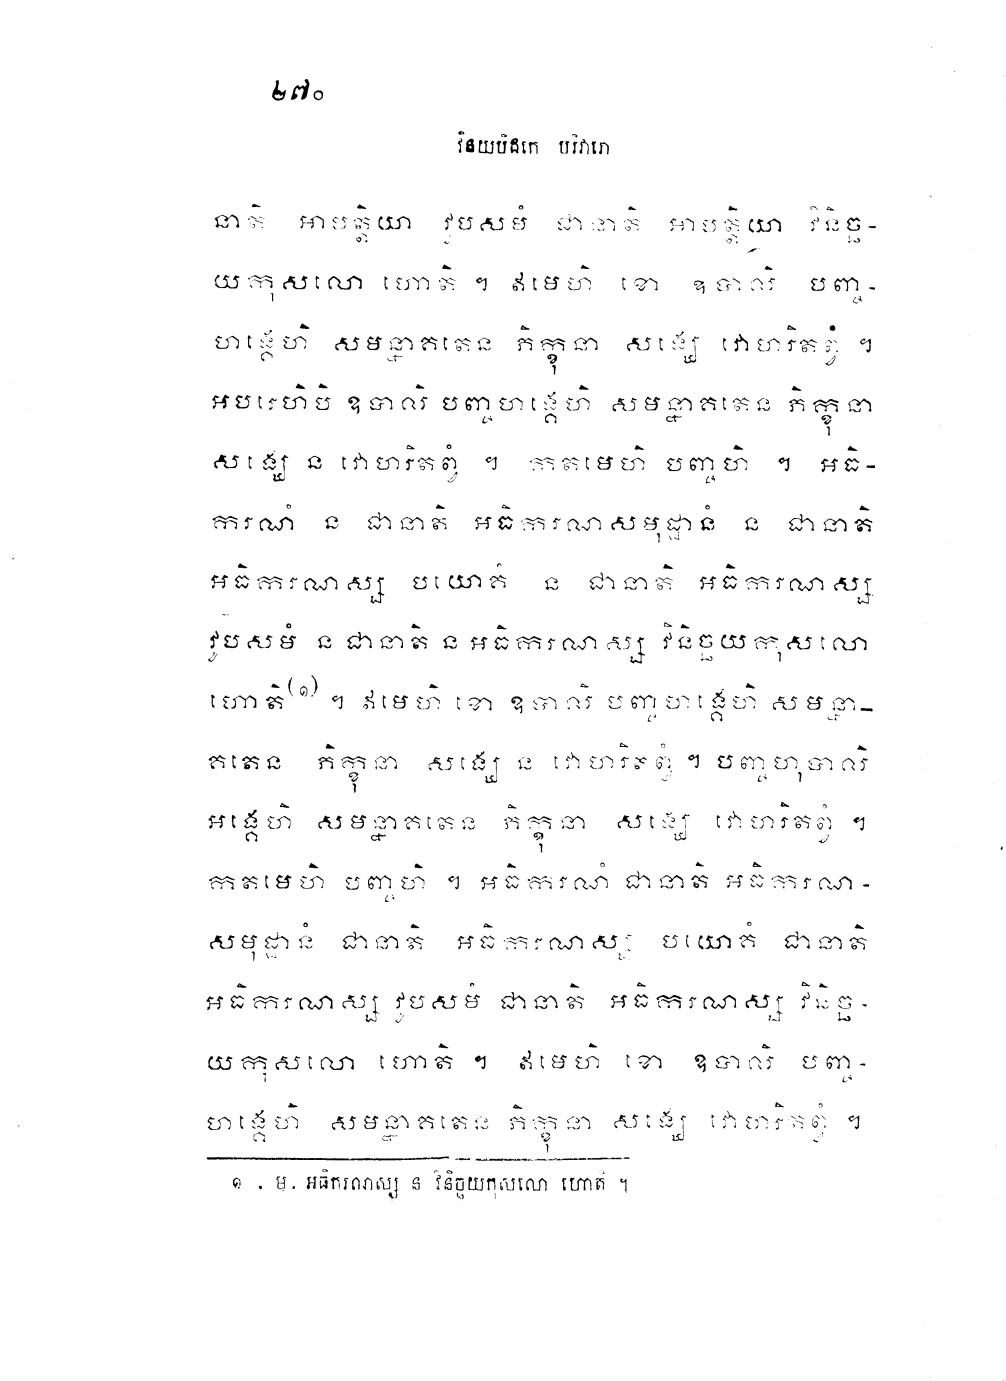 ២៧០
វិនយបិដកេ បរិវារោ
នាតិ អាបត្តិយា វូបសមំ ជានាតិ អាបត្តិយា វិនិច្ឆ-
យកុសលោ ហោតិ ។ ឥមេហិ ខោ ឧបាលិ បញ្ច-
ហង្គេហិ សមន្នាគតេន ភិក្ខុនា សង្ឃេ វោហរិតព្វំ ។
អបរេហិបិ ឧបាលិ បញ្ចហង្គេហិ សមន្នាគតេន ភិក្ខុនា
សង្ឃេ ន វោហរិតព្វំ ។ កតមេហិ បញ្ចហិ ។ អធិ-
ករណំ ន ជានាតិ អធិករណសមុដ្ឋានំ ន ជានាតិ
អធិករណស្ស បយោគំ ន ជានាតិ អធិករណស្ស
វូបសមំ ន ជានាតិ ន អធិករណស្ស វិនិច្ឆយកុសលោ
ហោតិ(១) ។ ឥមេហិ ខោ ឧបាលិ បញ្ចហង្គេហិ សមន្នា-
គតេន ភិក្ខុនា សង្ឃេ ន វោហរិតព្វំ ។ បញ្ចហុបាលិ
អង្គេហិ សមន្នាគតេន ភិក្ខុនា សង្ឃេ វោហរិតព្វំ ។
កតមេហិ បញ្ចហិ ។ អធិករណំ ជានាតិ អធិករណ-
សមុដ្ឋានំ ជានាតិ អធិករណស្ស បយោគំ ជានាតិ
អធិករណស្ស វូបសមំ ជានាតិ អធិករណស្ស វិនិច្ឆ-
យកុសលោ ហោតិ ។ ឥមេហិ ខោ ឧបាលិ បញ្ច-
ហង្គេហិ សមន្នាគតេន ភិក្ខុនា សង្ឃេ វោហរិតព្វំ ។
១ . ម. អធិករណស្ស ន វិនិច្ឆយកុសលោ ហោតិ ។